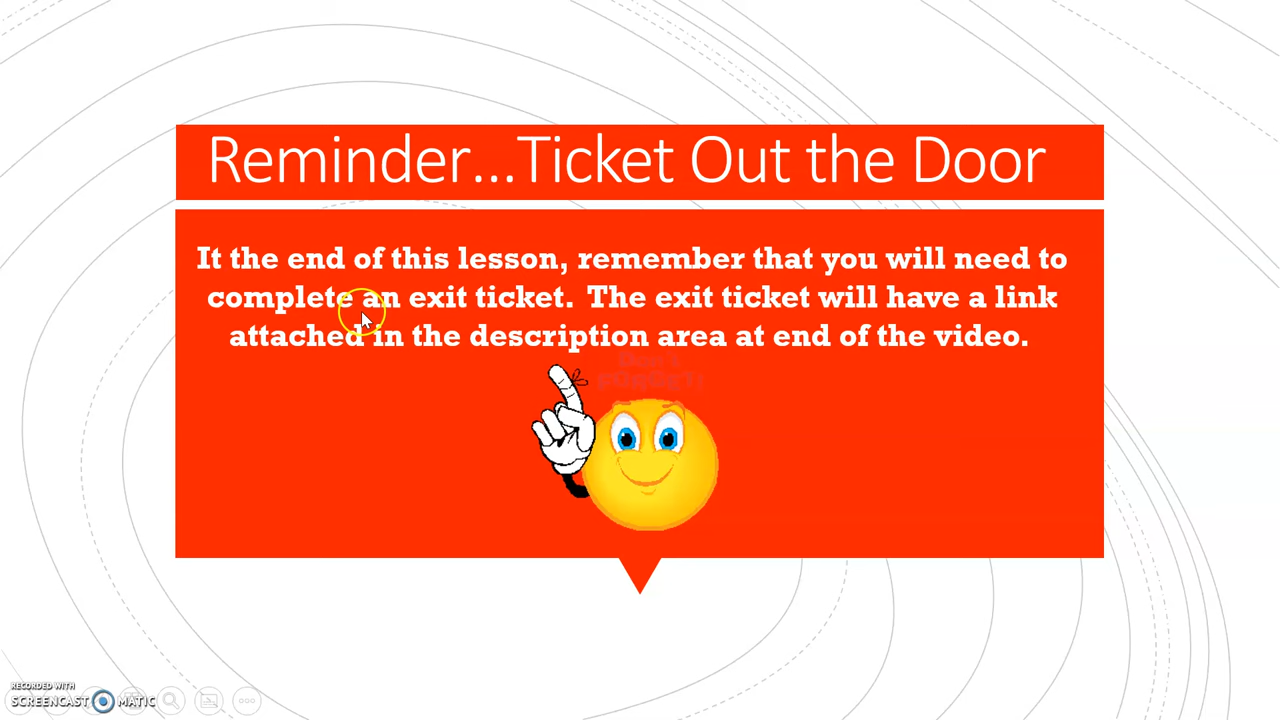 Reminder...Ticket Out the Door
It the end of this lesson, remember that you will need to
complete an exit ticket. The exit ticket will have a link
attached in the description area at end of the video.
Don't
FORGET!
RECORDED WITH
SCREENCAST MATIC